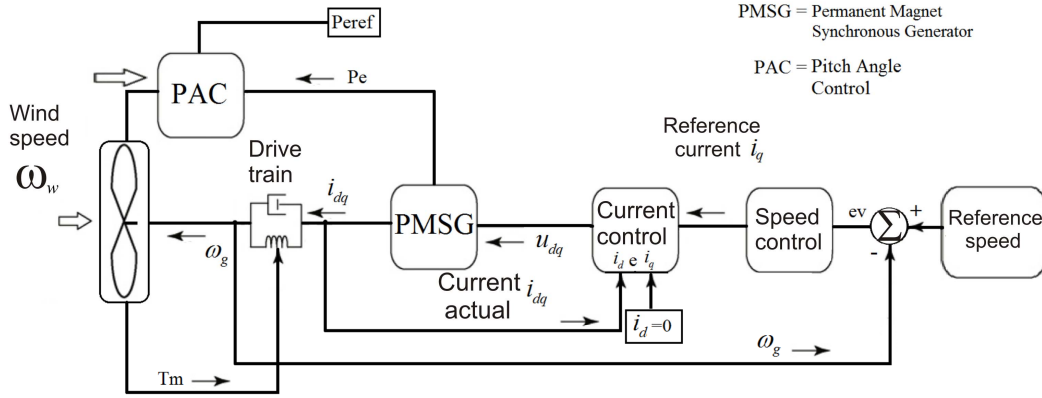 Peref
PMSG = Permanent Magnet
Synchronous Generator
PAC = Pitch Angle
Control
PAC
Pe
Wind
speed
ω_w
Drive
train
i_dq
PMSG
u_dq
Reference
current i_q
Current
control
i_d e i_q
Speed
control
ev
Σ
+
-
Reference
speed
ω_g
Current i_dq
actual
i_d =0
ω_g
Tm